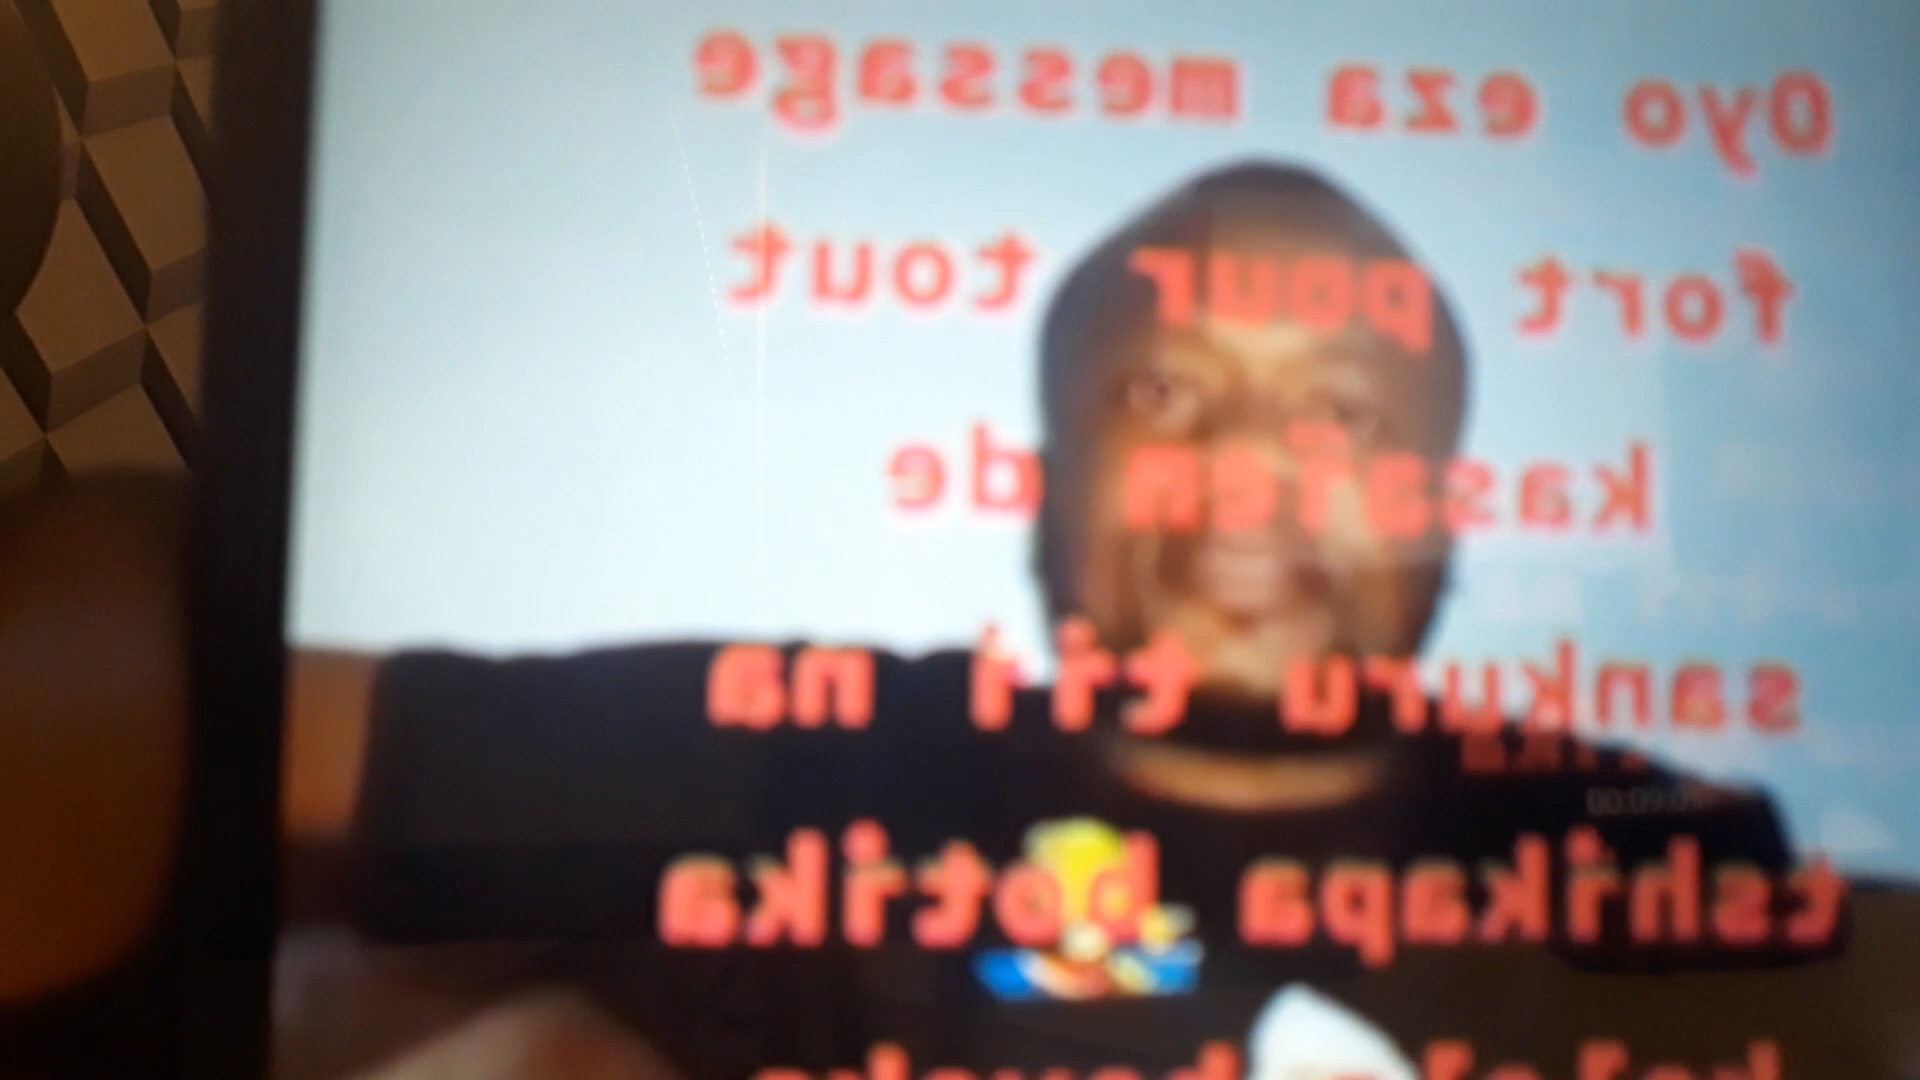 Oyo eza message
fort pour tout
kasaïen de
sankuru tii na
tshikapa botika